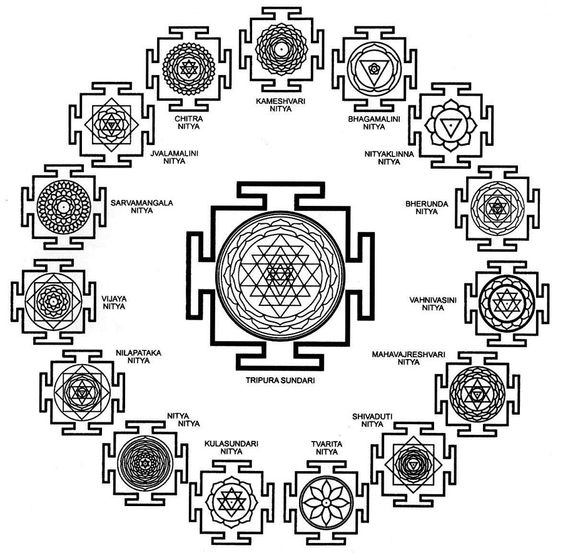 KAMESHVARI
NITYA
BHAGAMALINI
NITYA
NITYAKLINNA
NITYA
BHERUNDA
NITYA
VAHNIVASINI
NITYA
MAHAVAJRESHVARI
NITYA
SHIVADUTI
NITYA
TVARITA
NITYA
KULASUNDARI
NITYA
NITYA
NITYA
NILAPATAKA
NITYA
VIJAYA
NITYA
SARVAMANGALA
NITYA
JVALAMALINI
NITYA
CHITRA
NITYA
TRIPURA SUNDARI